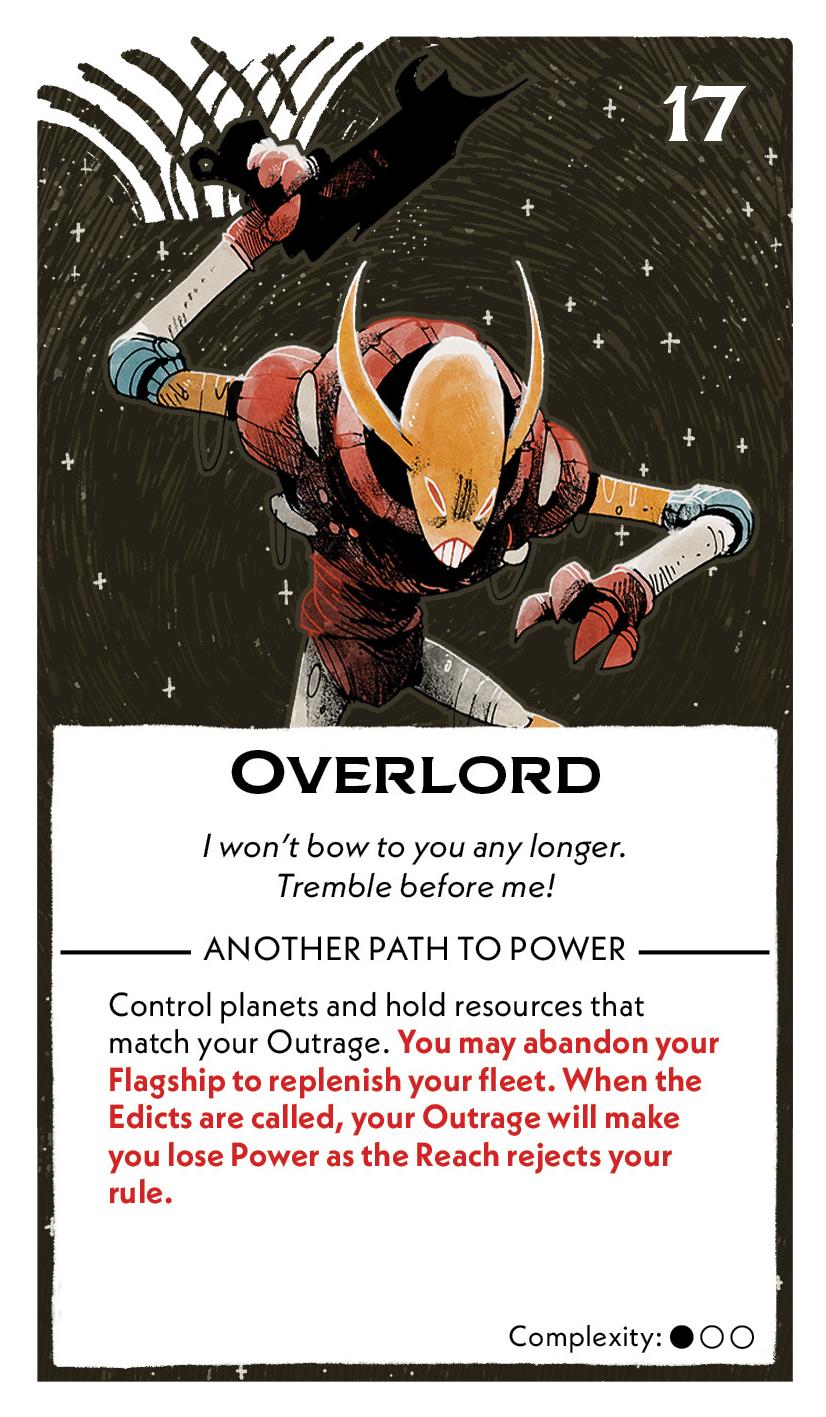 17
Overlord
I won't bow to you any longer.
Tremble before me!
ANOTHER PATH TO POWER
Control planets and hold resources that
match your Outrage. You may abandon your
Flagship to replenish your fleet. When the
Edicts are called, your Outrage will make
you lose Power as the Reach rejects your
rule.
Complexity: